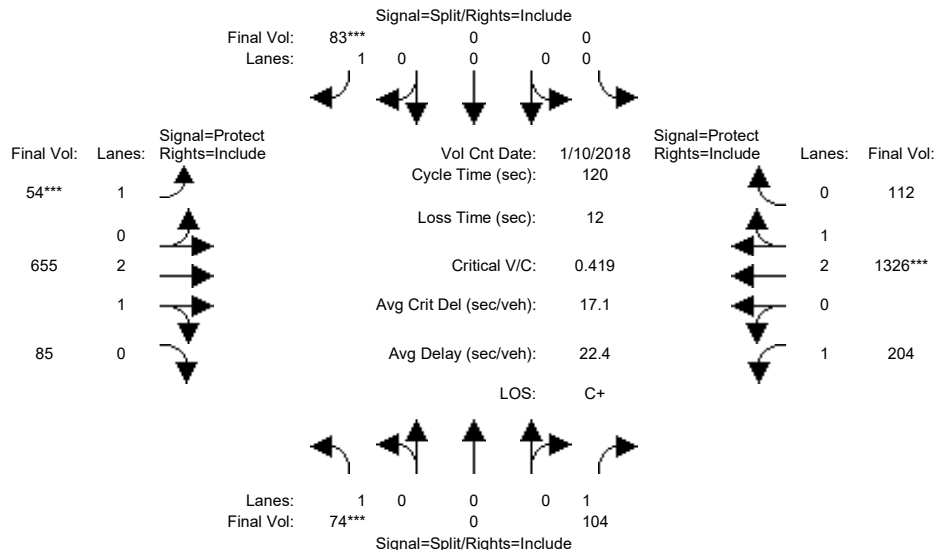 Signal=Split/Rights=Include
Final Vol: 83*** 0 0
Lanes: 1 0 0 0 0
Signal=Protect Signal=Protect
Final Vol: Lanes: Rights=Include Vol Cnt Date: 1/10/2018 Rights=Include Lanes: Final Vol:
Cycle Time (sec): 120
54*** 1 0 112
Loss Time (sec): 12
0 1
655 2 Critical V/C: 0.419 2 1326***
1 Avg Crit Del (sec/veh): 17.1 0
85 0 Avg Delay (sec/veh): 22.4 1 204
LOS: C+
Lanes: 1 0 0 0 1
Final Vol: 74*** 0 104
Signal=Split/Rights=Include